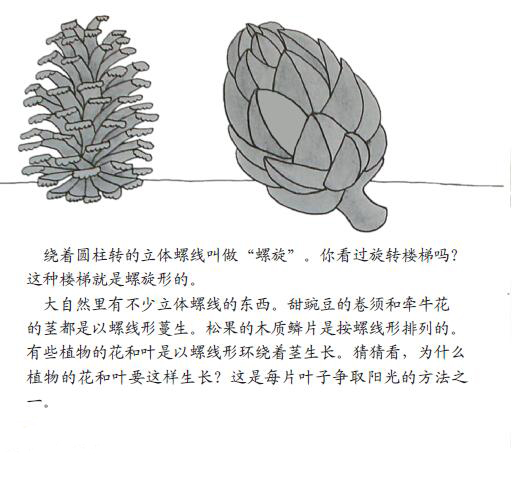 绕着圆柱转的立体螺线叫做“螺旋”。你看过旋转楼梯吗？
这种楼梯就是螺旋形的。
大自然里有不少立体螺线的东西。甜豌豆的卷须和牵牛花
的茎都是以螺线形蔓生。松果的木质鳞片是按螺线形排列的。
有些植物的花和叶是以螺线形环绕着茎生长。猜猜看，为什么
植物的花和叶要这样生长？这是每片叶子争取阳光的方法之
一。